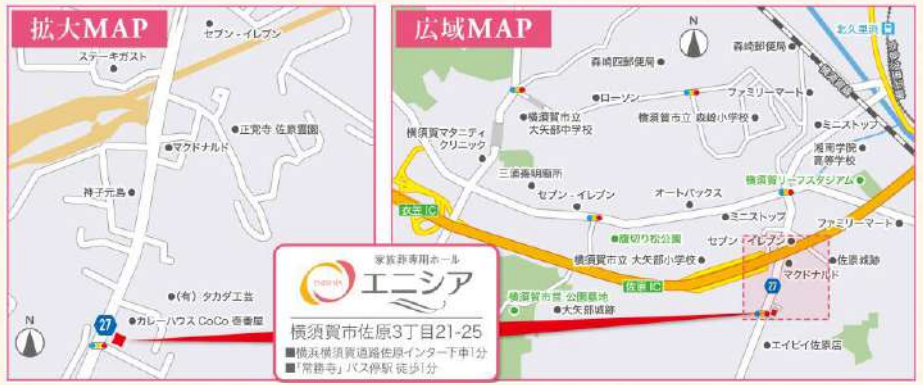 拡大MAP
セブン - イレブン
ステーキガスト
正覚寺 佐原霊園
マクドナルド
神子元島
(有) タカダ工芸
27
カレーハウス CoCo 壱番屋
N
広域MAP
N
北久里浜
森崎郵便局
森崎四郵便局
ローソン
ファミリーマート
横須賀市立
大矢部中学校
横須賀市立 森崎小学校
ミニストップ
横須賀マタニティ
クリニック
湘南学院
高等学校
三浦義明廟所
横須賀リーフスタジアム
セブン - イレブン
オートバックス
衣笠 IC
ミニストップ
ファミリーマート
腹切り松公園
セブン - イレブン
横須賀市立 大矢部小学校
佐原城跡
マクドナルド
佐原 IC
27
横須賀市営 公園墓地
大矢部城跡
エイビイ佐原店
家族葬専用ホール
エニシア
横須賀市佐原3丁目21-25
■横浜横須賀道路佐原インター下車1分
■「常勝寺」バス停駅 徒歩1分